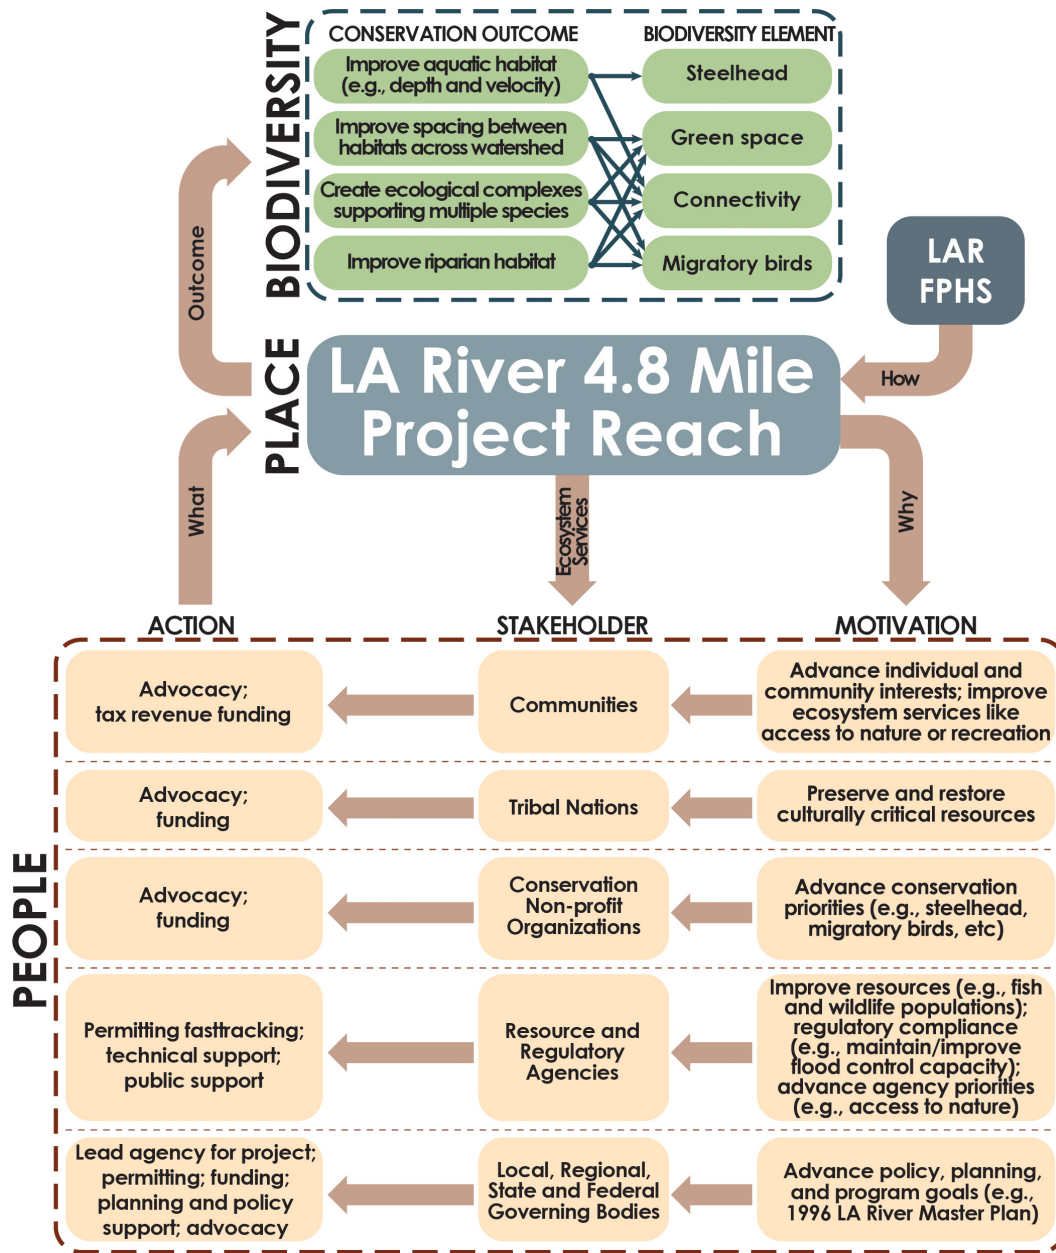 BIODIVERSITY
CONSERVATION OUTCOME
BIODIVERSITY ELEMENT
Improve aquatic habitat
(e.g., depth and velocity)
Steelhead
Improve spacing between
habitats across watershed
Green space
Create ecological complexes
supporting multiple species
Connectivity
Improve riparian habitat
Migratory birds
LAR
FPHS
Outcome
How
PLACE
LA River 4.8 Mile
Project Reach
What
Ecosystem
Services
Why
ACTION
STAKEHOLDER
MOTIVATION
PEOPLE
Advocacy;
tax revenue funding
Communities
Advance individual and
community interests; improve
ecosystem services like
access to nature or recreation
Advocacy;
funding
Tribal Nations
Preserve and restore
culturally critical resources
Advocacy;
funding
Conservation
Non-profit
Organizations
Advance conservation
priorities (e.g., steelhead,
migratory birds, etc)
Permitting fasttracking;
technical support;
public support
Resource and
Regulatory
Agencies
Improve resources (e.g., fish
and wildlife populations);
regulatory compliance
(e.g., maintain/improve
flood control capacity);
advance agency priorities
(e.g., access to nature)
Lead agency for project;
permitting; funding;
planning and policy
support; advocacy
Local, Regional,
State and Federal
Governing Bodies
Advance policy, planning,
and program goals (e.g.,
1996 LA River Master Plan)